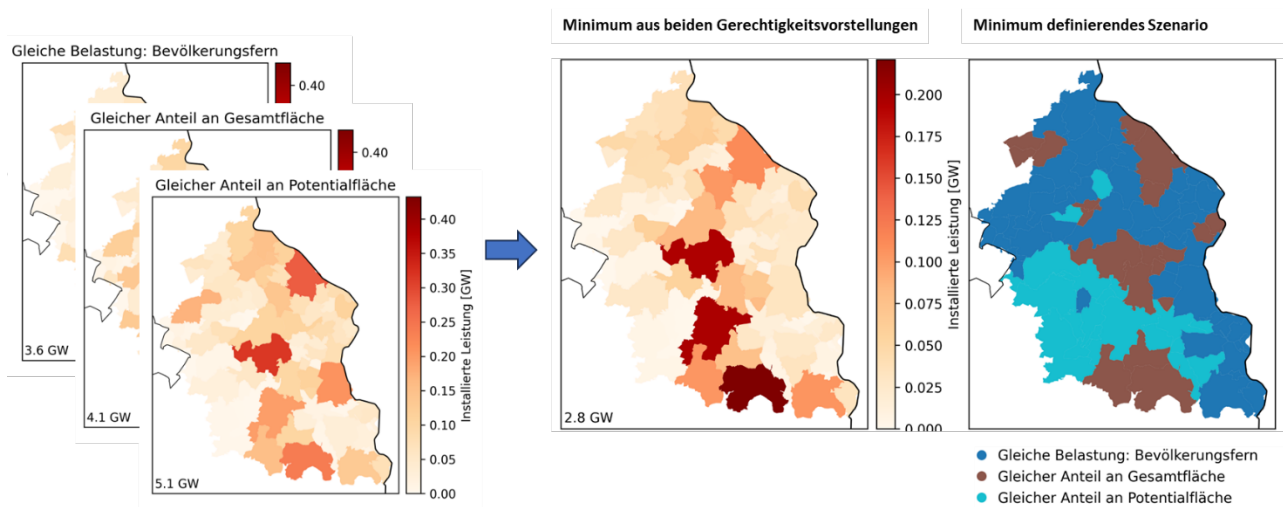 Gleiche Belastung: Bevölkerungsfern
0.40
3.6 GW
Gleicher Anteil an Gesamtfläche
0.40
4.1 GW
Gleicher Anteil an Potentialfläche
0.40
0.35
0.30
0.25
0.20
0.15
0.10
0.05
0.00
Installierte Leistung [GW]
5.1 GW
Minimum aus beiden Gerechtigkeitsvorstellungen
0.200
0.175
0.150
0.125
0.100
0.075
0.050
0.025
0.000
Installierte Leistung [GW]
2.8 GW
Minimum definierendes Szenario
Gleiche Belastung: Bevölkerungsfern
Gleicher Anteil an Gesamtfläche
Gleicher Anteil an Potentialfläche